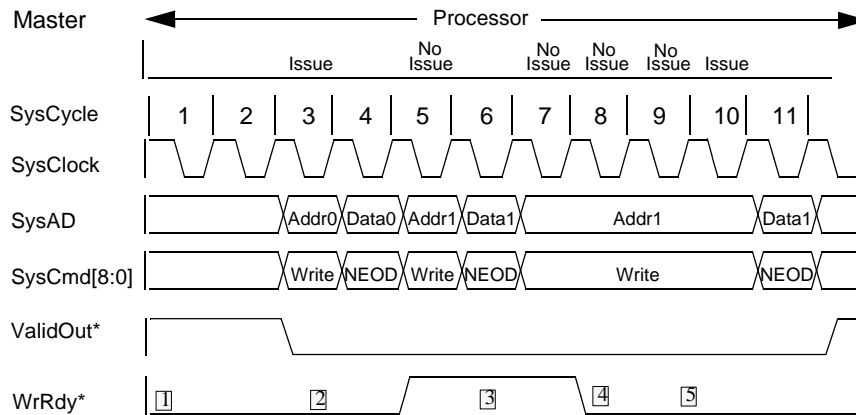 Master Processor
Issue No Issue No Issue No Issue No Issue Issue
SysCycle 1 2 3 4 5 6 7 8 9 10 11
SysClock
SysAD Addr0 Data0 Addr1 Data1 Addr1 Data1
SysCmd[8:0] Write NEOD Write NEOD Write NEOD
ValidOut*
WrRdy* 1 2 3 4 5